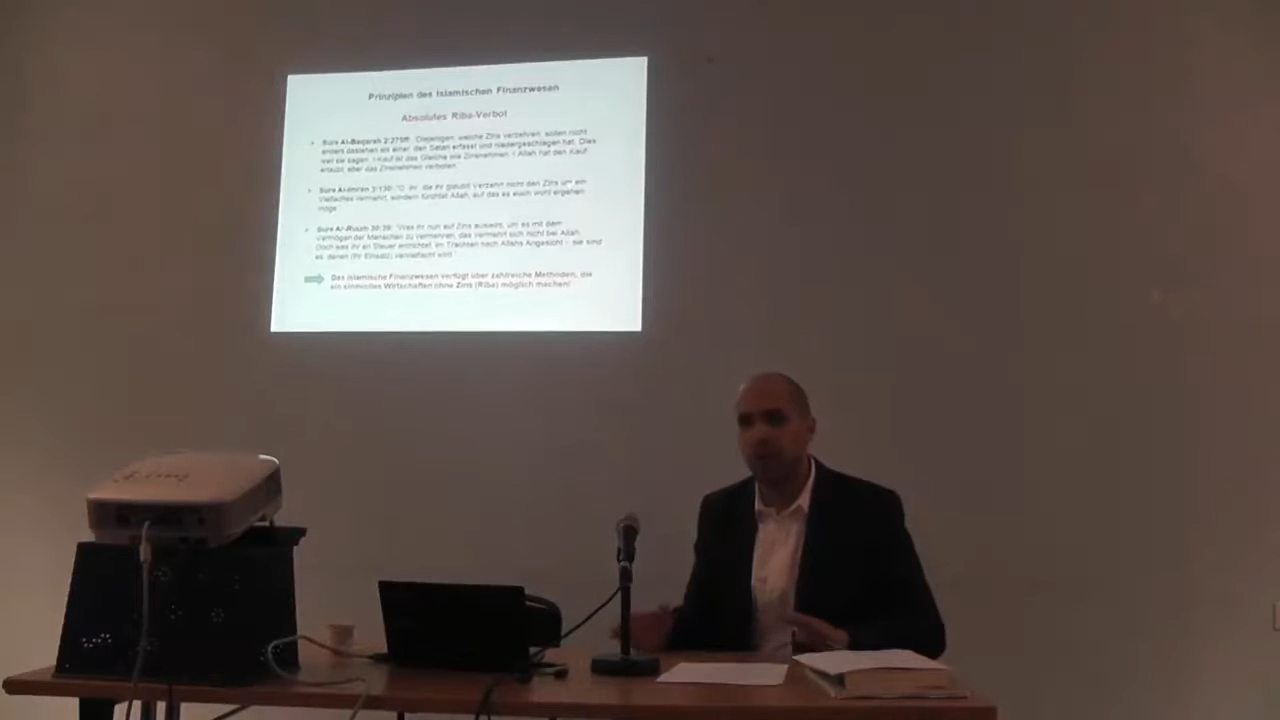 Prinzipien des Islamischen Finanzwesen
Absolutes Riba-Verbot
Sure Al-Baqarah 2:275ff: "Diejenigen, welche Zins verzehren, sollen nicht
anders dastehen als einer, den Satan erfasst und niedergeschlagen hat. Dies
weil sie sagen: Kauf ist das Gleiche wie Zinsnehmen. Allah hat den Kauf
erlaubt, aber das Zinsnehmen verboten."
Sure Al-Imran 3:130: "O, ihr, die ihr glaubt! Verzehrt nicht den Zins um ein
Vielfaches vermehrt, sondern fürchtet Allah, auf das es euch wohl ergehen
möge"
Sure Ar-Ruum 30:39: "Was ihr nun auf Zins ausleiht, um es mit dem
Vermögen der Menschen zu vermehren, das vermehrt sich nicht bei Allah.
Doch was ihr an Steuer entrichtet, im Trachten nach Allahs Angesicht – sie sind
es, denen (ihr Einsatz) vervielfacht wird."
Das islamische Finanzwesen verfügt über zahlreiche Methoden, die
ein sinnvolles Wirtschaften ohne Zins (Riba) möglich machen!